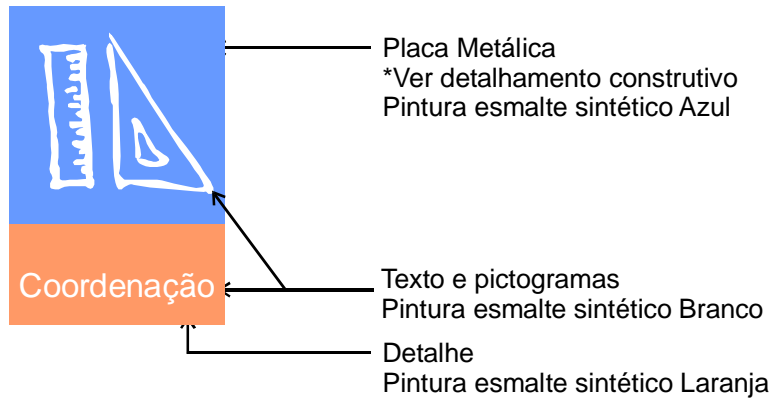 Placa Metálica
*Ver detalhamento construtivo
Pintura esmalte sintético Azul
Coordenação
Texto e pictogramas
Pintura esmalte sintético Branco
Detalhe
Pintura esmalte sintético Laranja